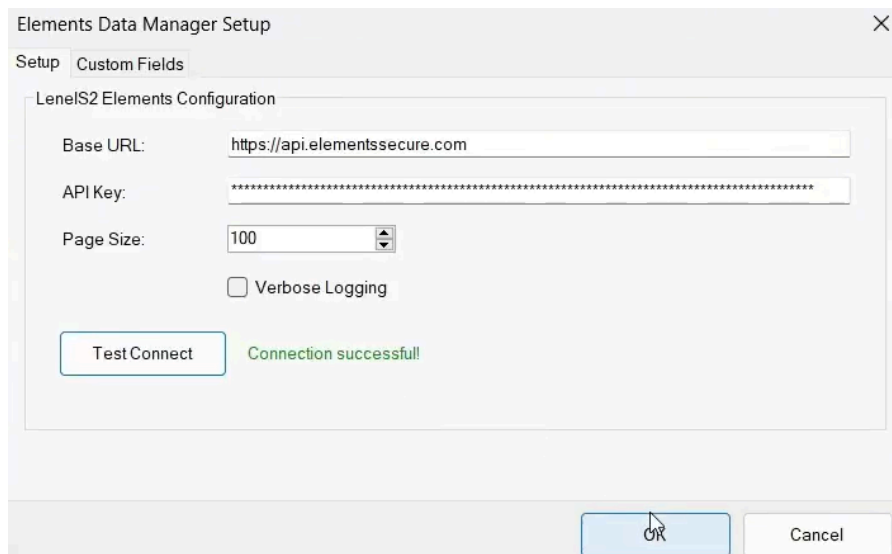 Elements Data Manager Setup
Setup Custom Fields
LenelS2 Elements Configuration
Base URL: https://api.elementssecure.com
API Key: *****************************************************************************************
Page Size: 100
Verbose Logging
Test Connect Connection successful!
OK Cancel